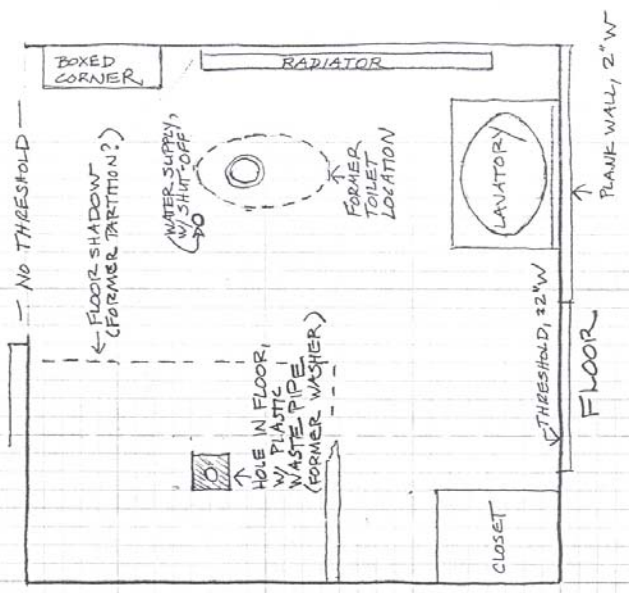 BOXED
CORNER
RADIATOR
— NO THRESHOLD —
FLOOR SHADOW
(FORMER PARTITION?)
WATER SUPPLY,
W/ SHUT-OFF
FORMER
TOILET
LOCATION
LAVATORY
PLANK WALL, 2"W
HOLE IN FLOOR,
W/ PLASTIC
WASTE PIPE
(FORMER WASHER)
THRESHOLD, 32"W
FLOOR
CLOSET